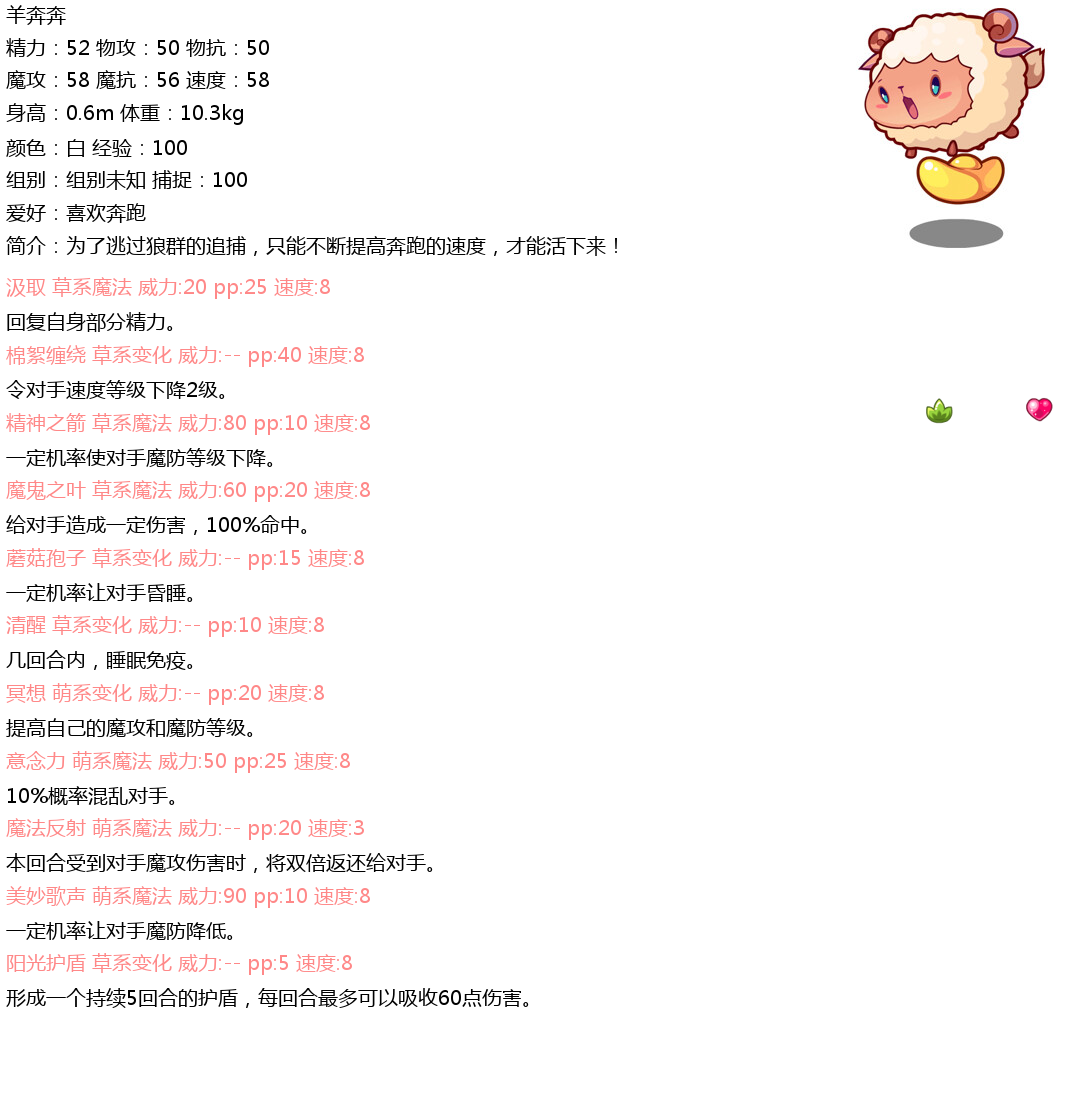 羊奔奔
精力：52 物攻：50 物抗：50
魔攻：58 魔抗：56 速度：58
身高：0.6m 体重：10.3kg
颜色：白 经验：100
组别：组别未知 捕捉：100
爱好：喜欢奔跑
简介：为了逃过狼群的追捕，只能不断提高奔跑的速度，才能活下来！
汲取 草系魔法 威力:20 pp:25 速度:8
回复自身部分精力。
棉絮缠绕 草系变化 威力:-- pp:40 速度:8
令对手速度等级下降2级。
精神之箭 草系魔法 威力:80 pp:10 速度:8
一定机率使对手魔防等级下降。
魔鬼之叶 草系魔法 威力:60 pp:20 速度:8
给对手造成一定伤害，100%命中。
蘑菇孢子 草系变化 威力:-- pp:15 速度:8
一定机率让对手昏睡。
清醒 草系变化 威力:-- pp:10 速度:8
几回合内，睡眠免疫。
冥想 萌系变化 威力:-- pp:20 速度:8
提高自己的魔攻和魔防等级。
意念力 萌系魔法 威力:50 pp:25 速度:8
10%概率混乱对手。
魔法反射 萌系魔法 威力:-- pp:20 速度:3
本回合受到对手魔攻伤害时，将双倍返还给对手。
美妙歌声 萌系魔法 威力:90 pp:10 速度:8
一定机率让对手魔防降低。
阳光护盾 草系变化 威力:-- pp:5 速度:8
形成一个持续5回合的护盾，每回合最多可以吸收60点伤害。